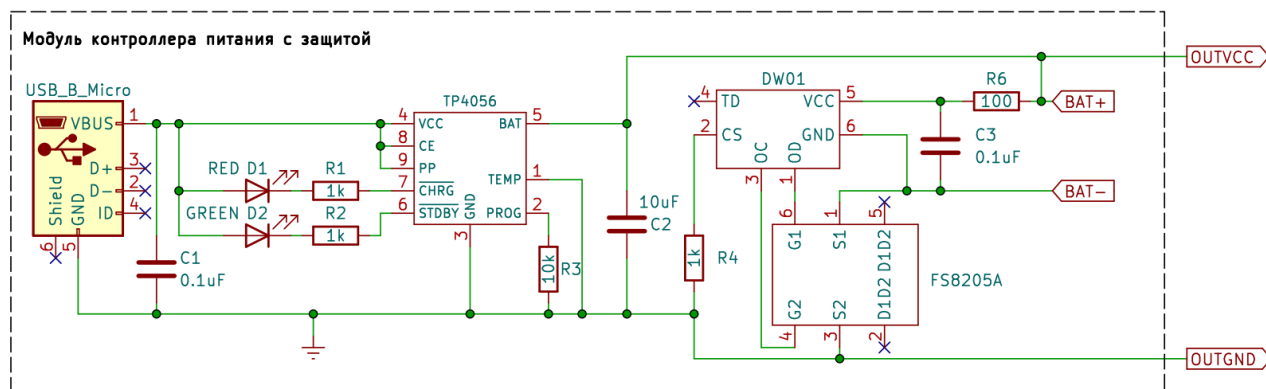 Модуль контроллера питания с защитой
USB_B_Micro
VBUS 1
D+ 3
D- 2
ID 4
Shield
GND
6
5
C1
0.1uF
RED D1
R1
1k
GREEN D2
R2
1k
TP4056
4 VCC
8 CE
9 PP
7 CHRG
6 STDBY
GND
3
BAT 5
TEMP 1
PROG 2
10k
R3
10uF
C2
1k
R4
DW01
4 TD
2 CS
VCC 5
GND 6
OC
OD
3
1
R6
100
C3
0.1uF
BAT+
BAT-
OUTVCC
OUTGND
6
1
5
G1
S1
D1D2
FS8205A
G2
S2
D1D2
4
3
2